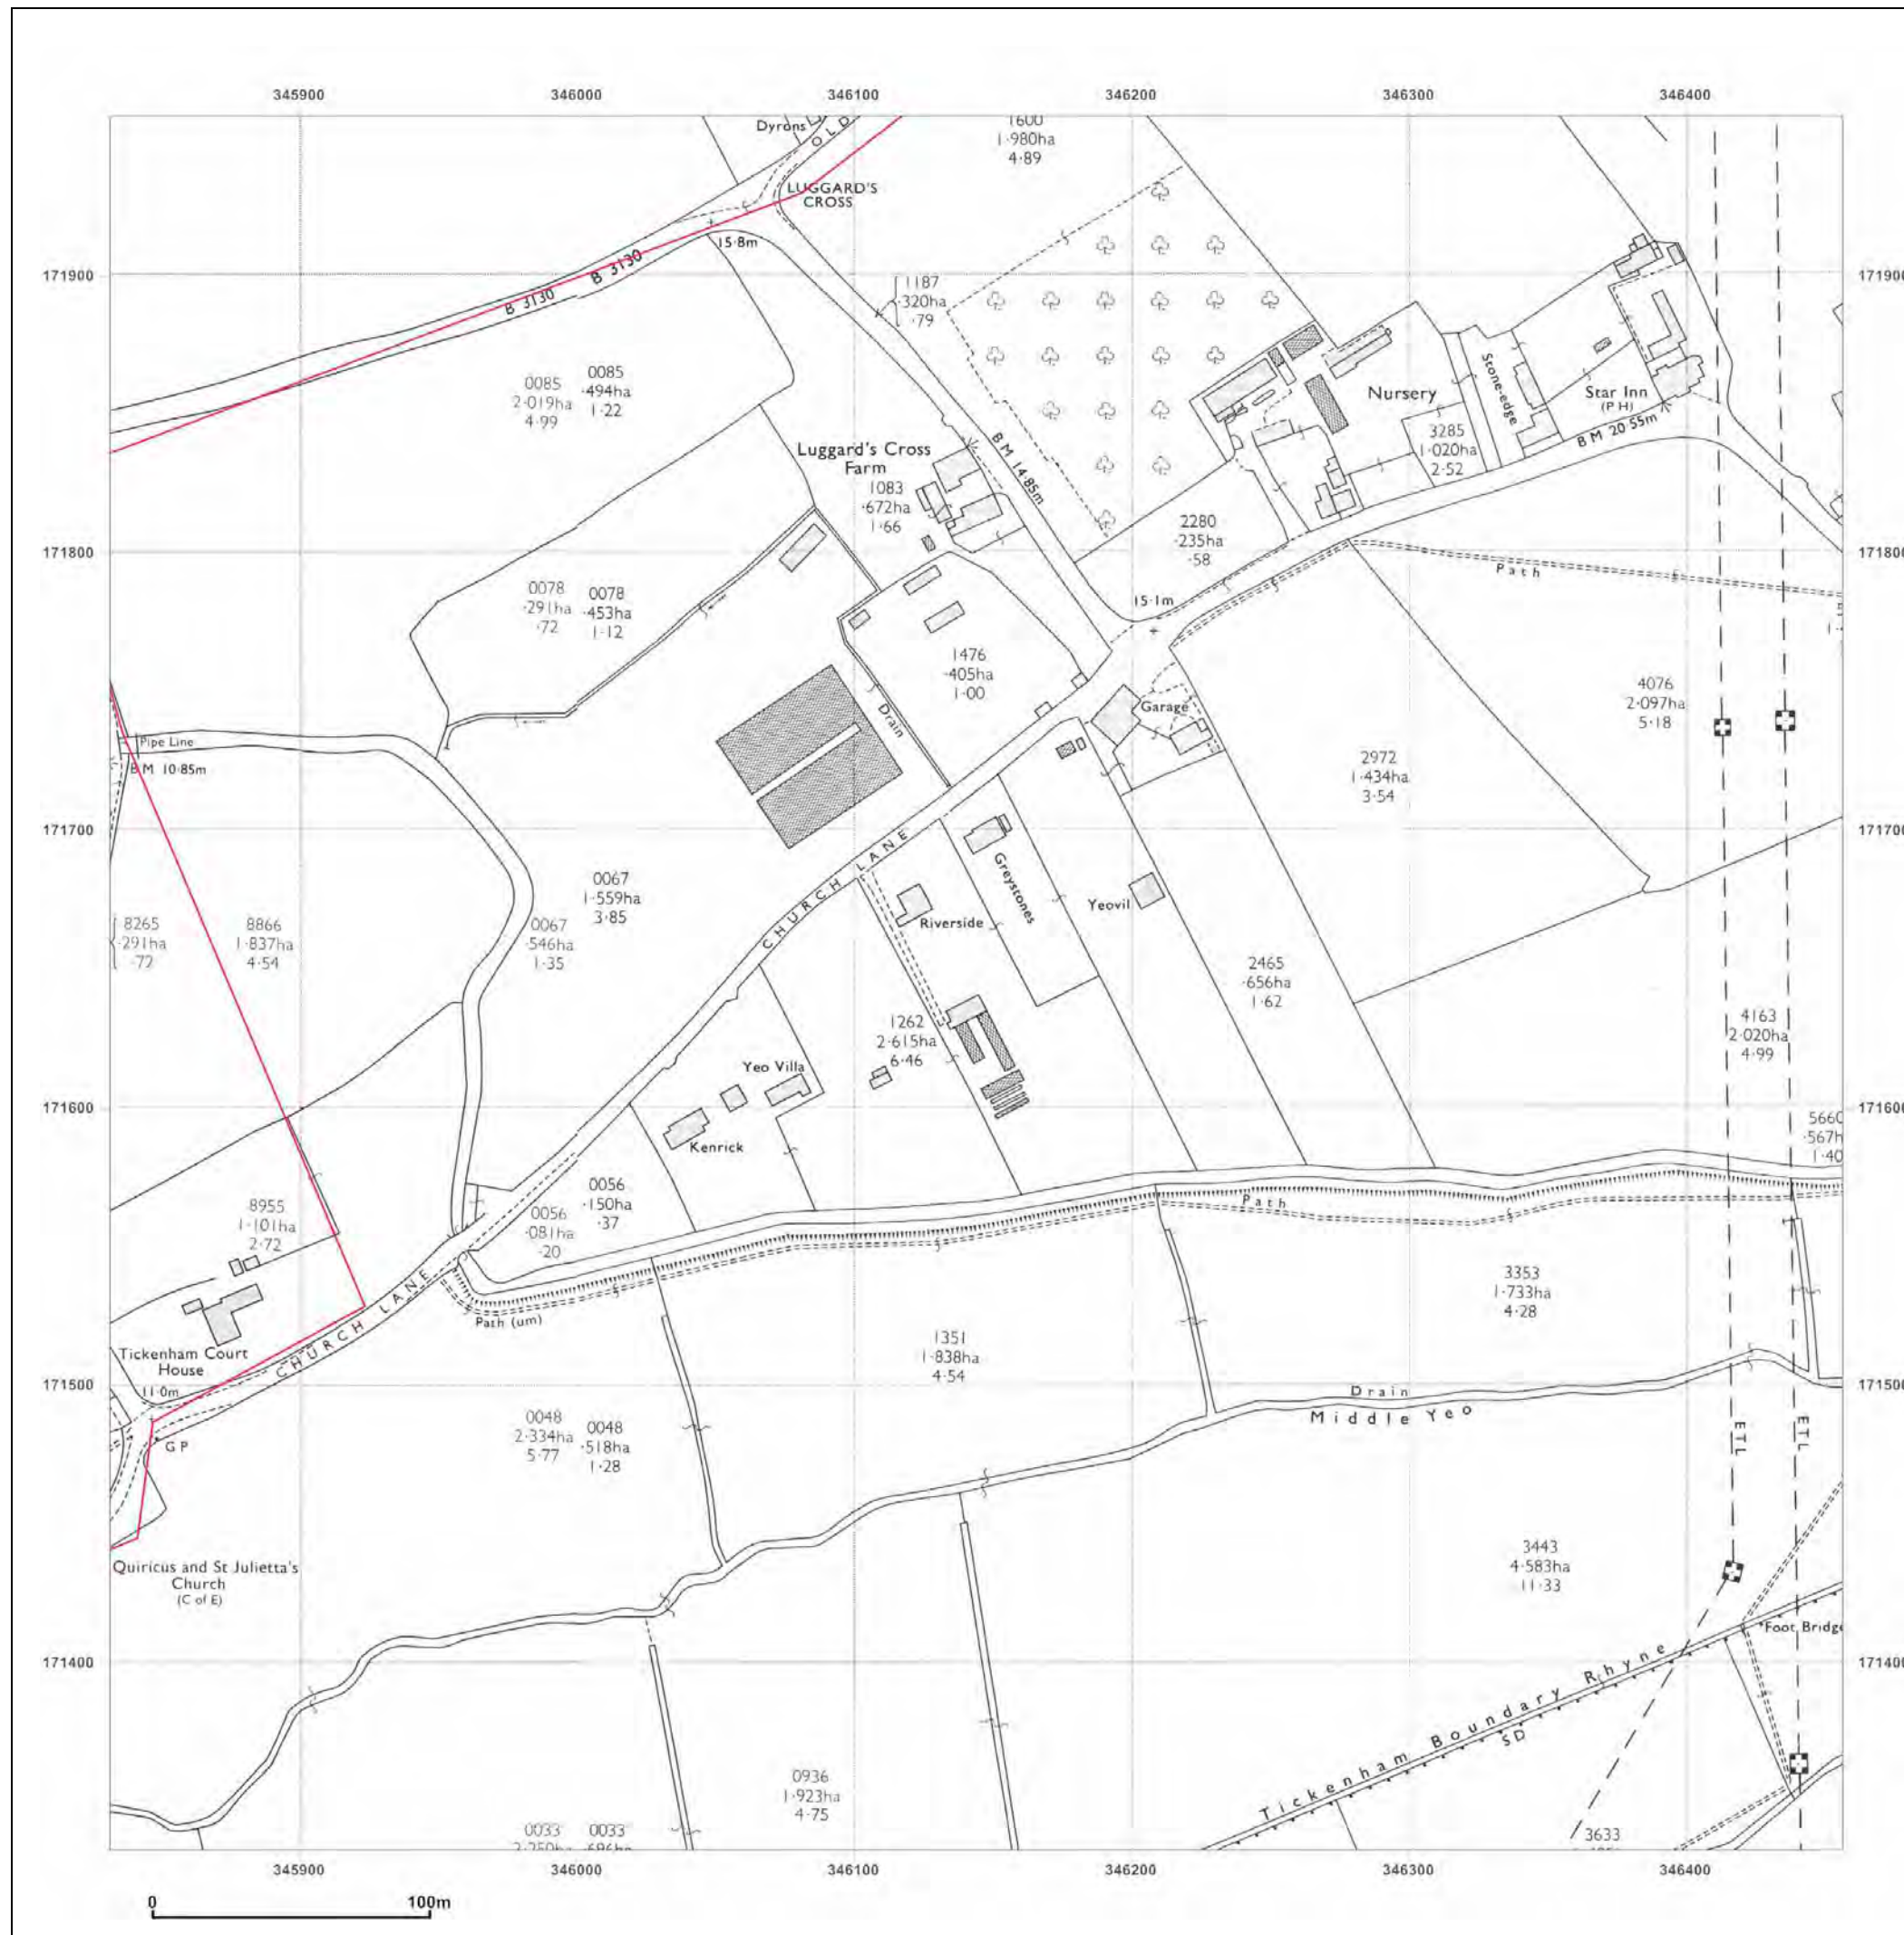 345900 346000 346100 346200 346300 346400
Dyrons
OLD
1600
1·980ha
4·89
LUGGARD'S
CROSS
15·8m
B 3130
B 3130
171900
171900
1187
·320ha
·79
0085
2·019ha
4·99
0085
·494ha
1·22
Nursery
Stone-edge
Star Inn
(PH)
BM 20·55m
3285
1·020ha
2·52
Luggard's Cross
Farm
1083
·672ha
1·66
BM 14·85m
2280
·235ha
·58
171800
171800
Path
0078
·291ha
·72
0078
·453ha
1·12
15·1m
1476
·405ha
1·00
Drain
Garage
4076
2·097ha
5·18
2972
1·434ha
3·54
Pipe Line
BM 10·85m
171700
171700
CHURCH LANE
Greystones
Riverside
Yeovil
0067
1·559ha
3·85
0067
·546ha
1·35
8265
·291ha
·72
8866
1·837ha
4·54
2465
·656ha
1·62
1262
2·615ha
6·46
4163
2·020ha
4·99
Yeo Villa
Kenrick
171600
171600
5660
·567h
1·40
0056
·150ha
·37
0056
·081ha
·20
8955
1·101ha
2·72
Path
Path (um)
CHURCH LANE
Tickenham Court
House
11·0m
GP
3353
1·733ha
4·28
1351
1·838ha
4·54
171500
171500
Drain
Middle Yeo
ETL
ETL
0048
2·334ha
5·77
0048
·518ha
1·28
Quiricus and St Julietta's
Church
(C of E)
3443
4·583ha
11·33
Foot Bridge
171400
171400
Tickenham Boundary Rhyne
SD
0936
1·923ha
4·75
0033
0033
3633
345900 346000 346100 346200 346300 346400
0 100m